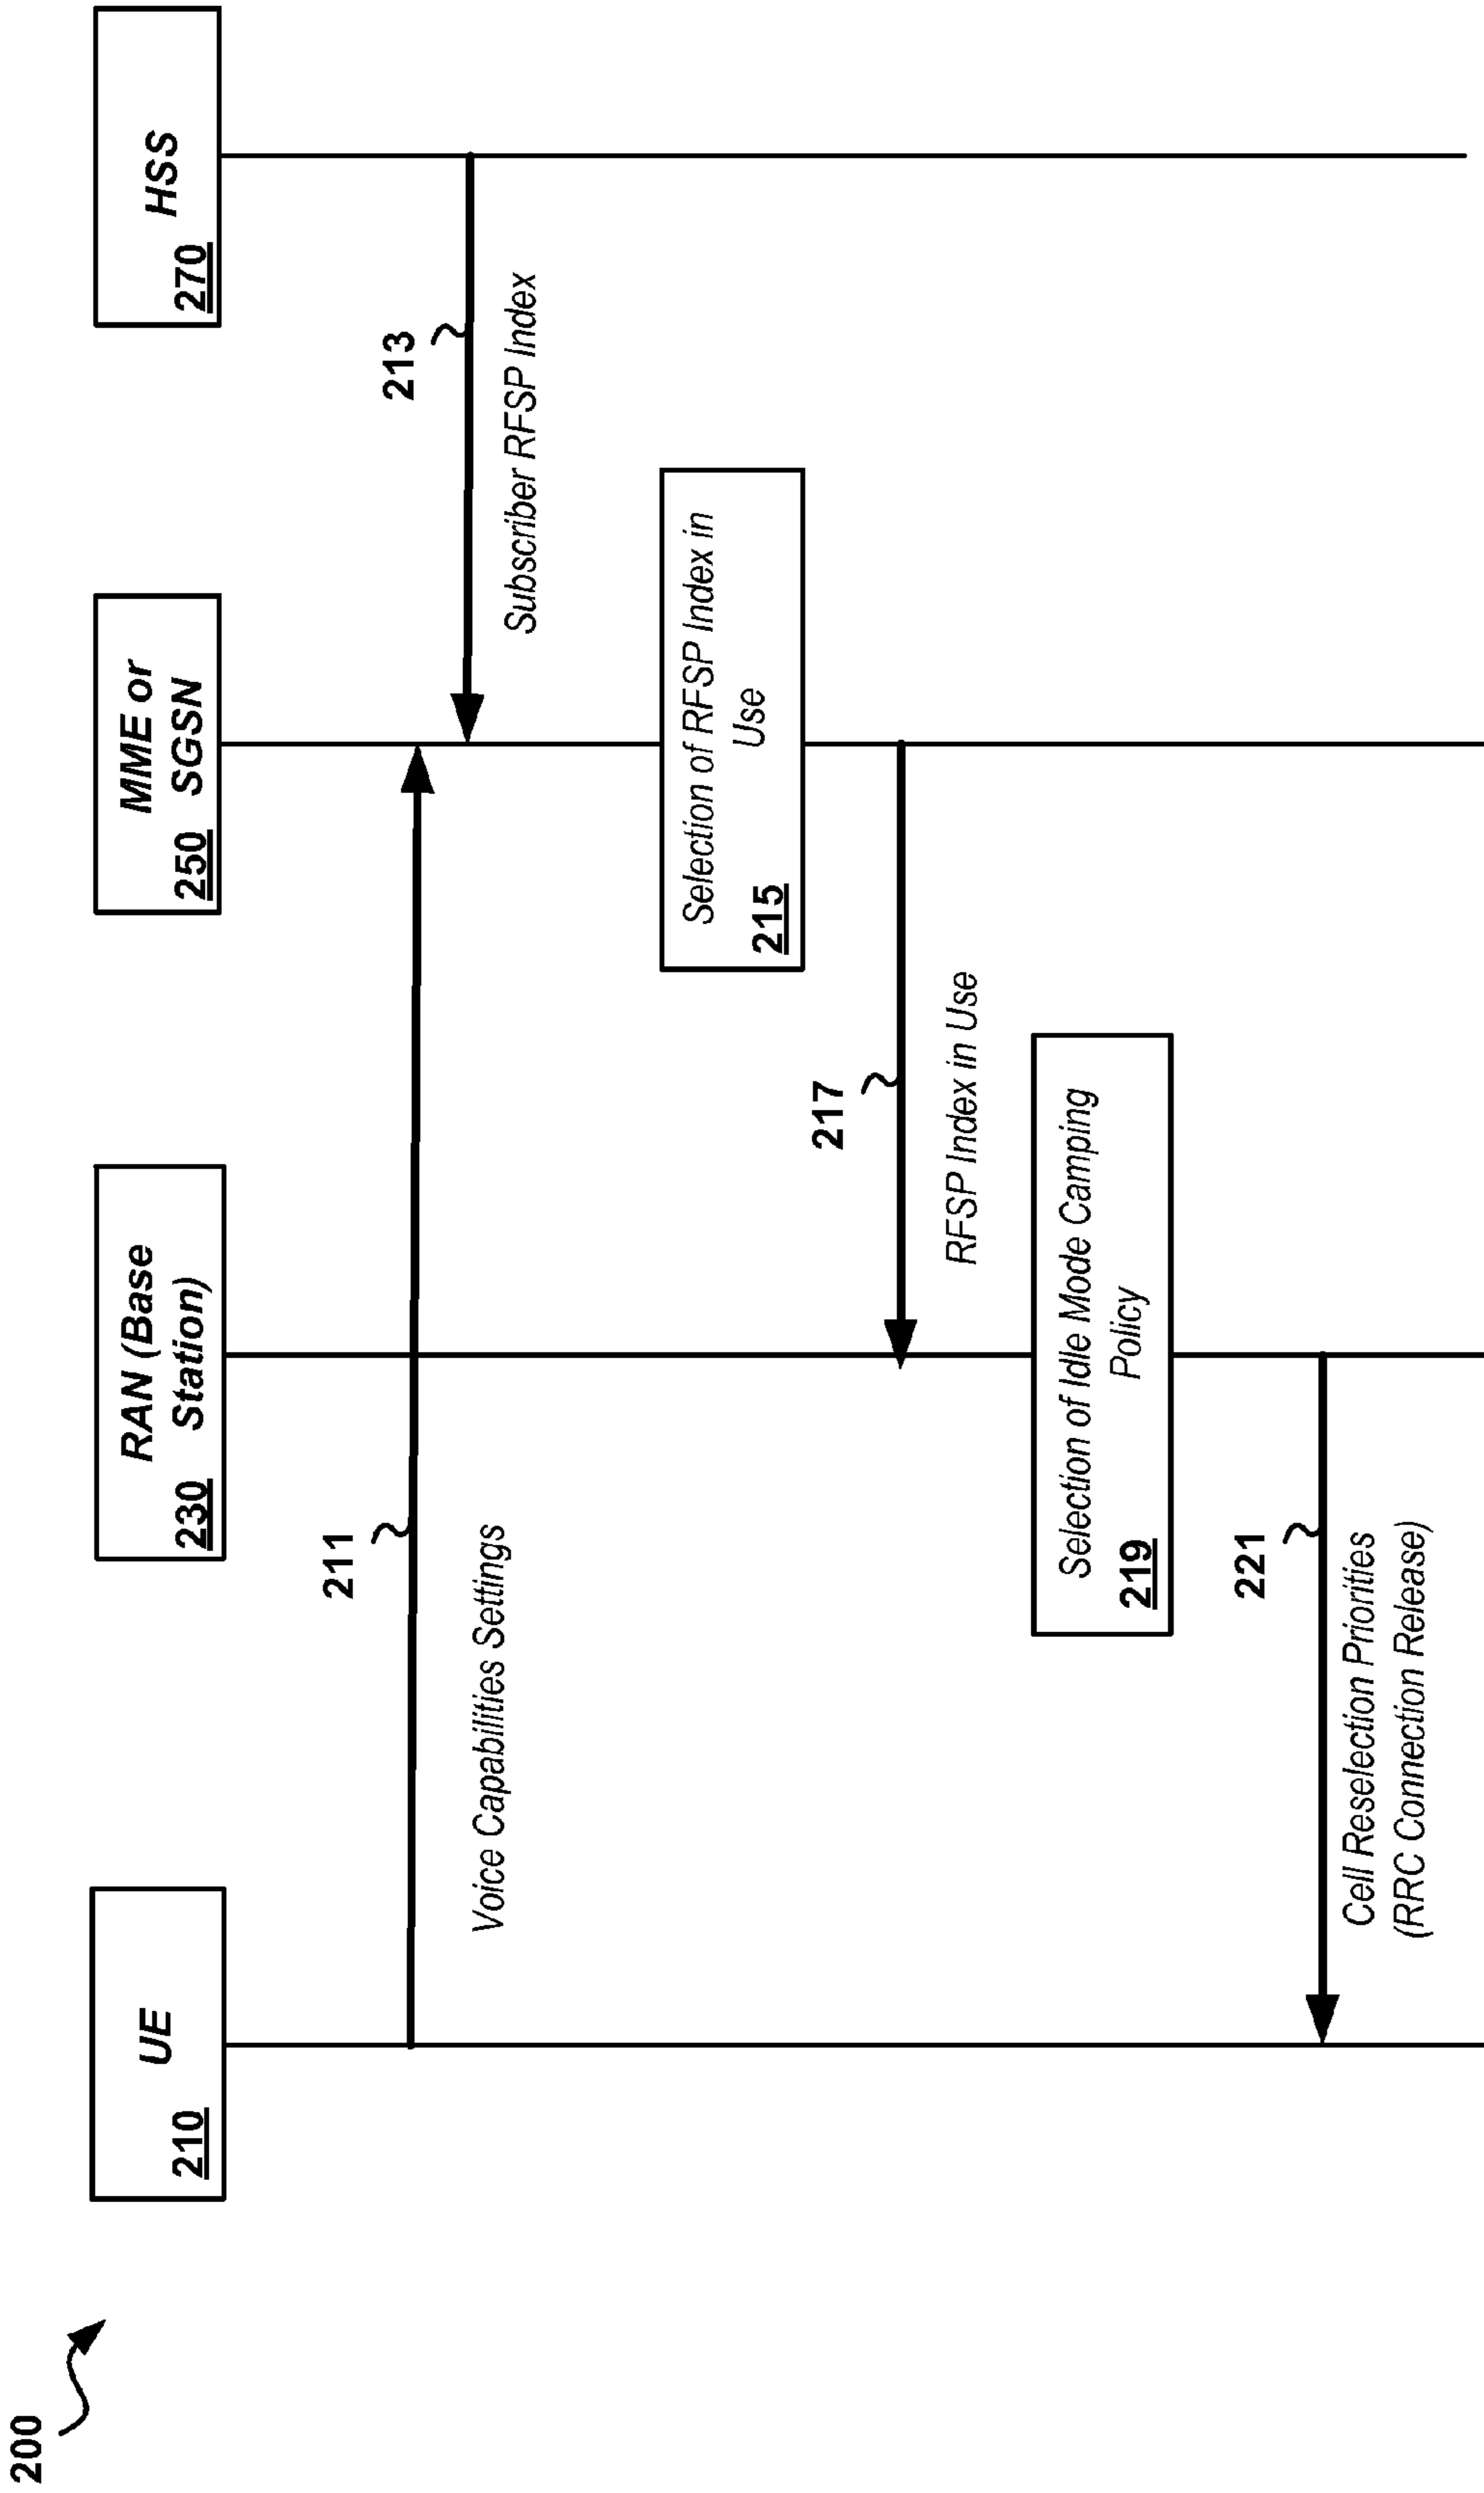 200
UE
210
RAN (Base
230 Station)
MME or
250 SGSN
HSS
270
211
Voice Capabilities Settings
213
Subscriber RFSP Index
Selection of RFSP Index in
Use
215
217
RFSP Index in Use
Selection of Idle Mode Camping
Policy
219
221
Cell Reselection Priorities
(RRC Connection Release)